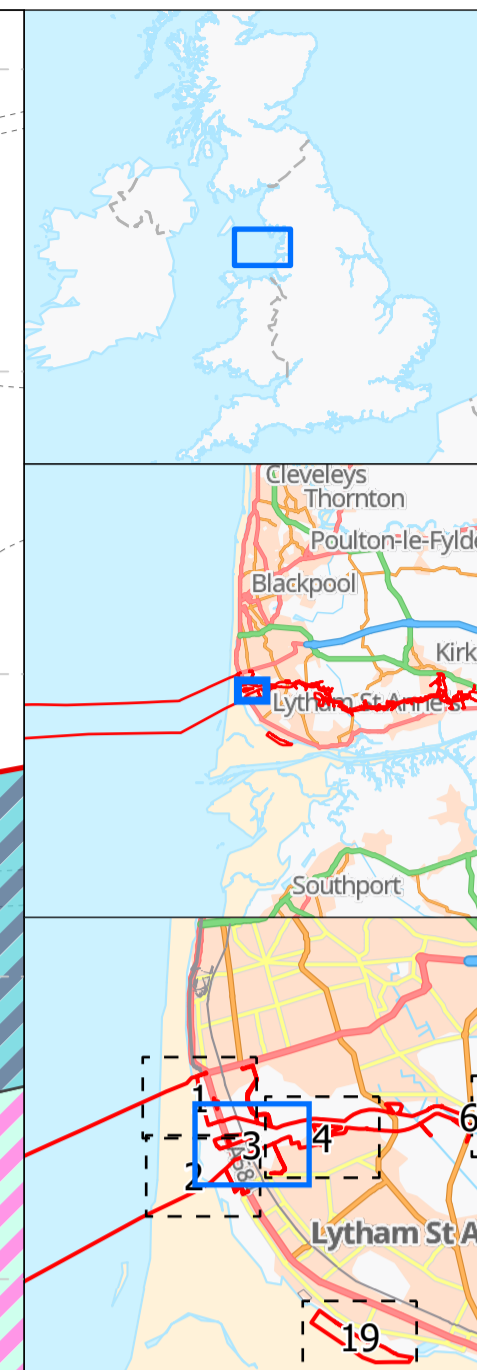 Cleveleys
Thornton
Poulton-le-Fylde
Blackpool
Kirk
Lytham St Anne's
Southport
1
6
4
3
2
Lytham St A
19